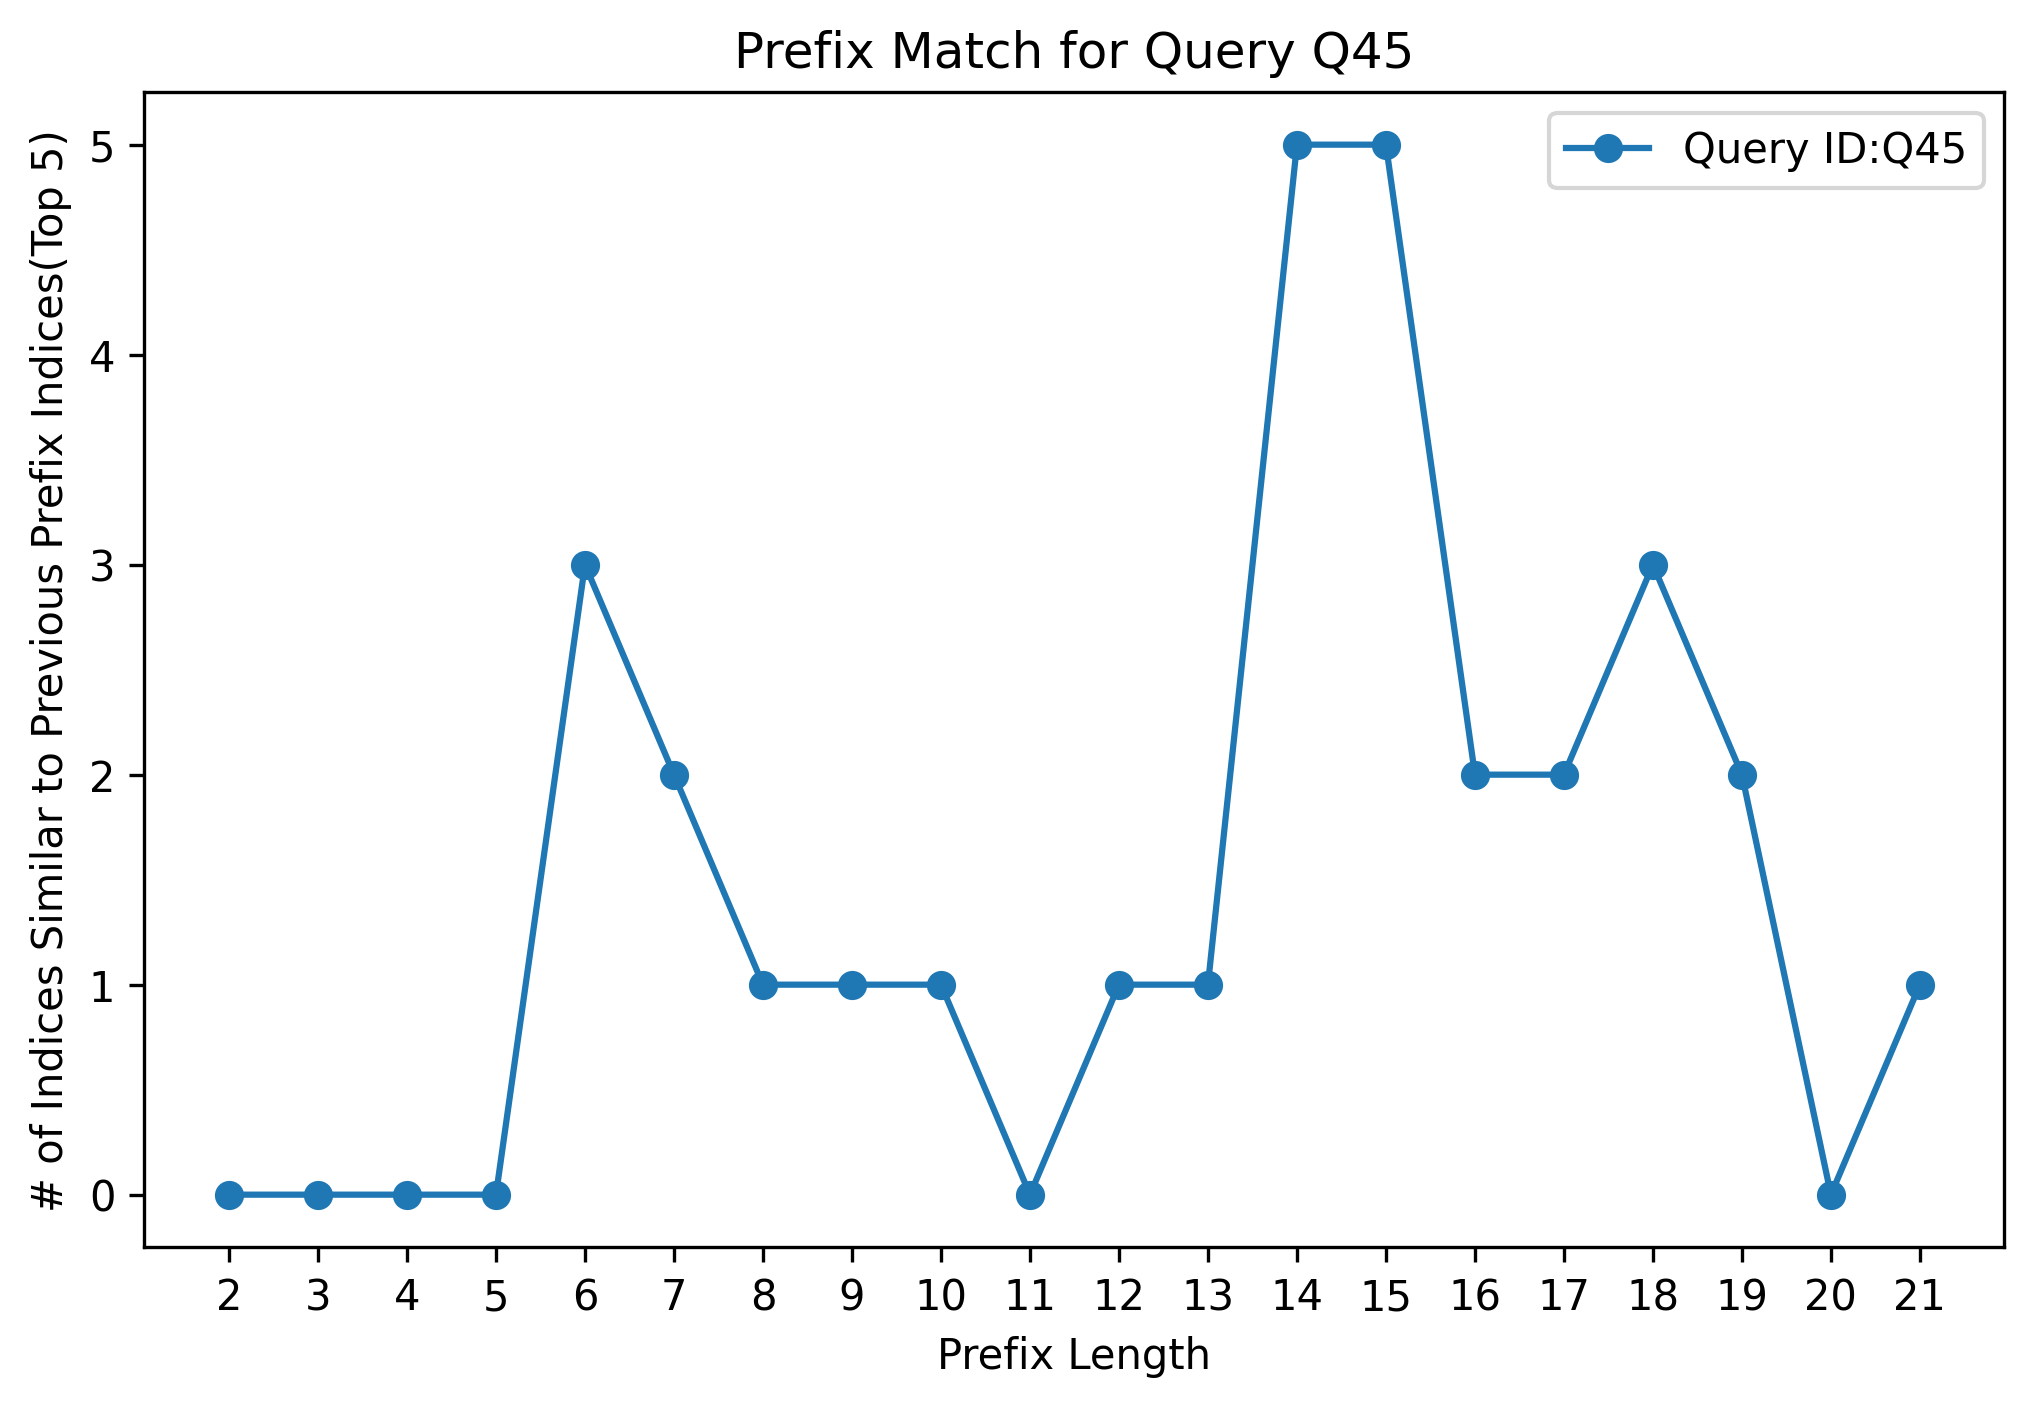 Prefix Match for Query Q45
# of Indices Similar to Previous Prefix Indices(Top 5)
5
4
3
2
1
0
Query ID:Q45
2 3 4 5 6 7 8 9 10 11 12 13 14 15 16 17 18 19 20 21
Prefix Length